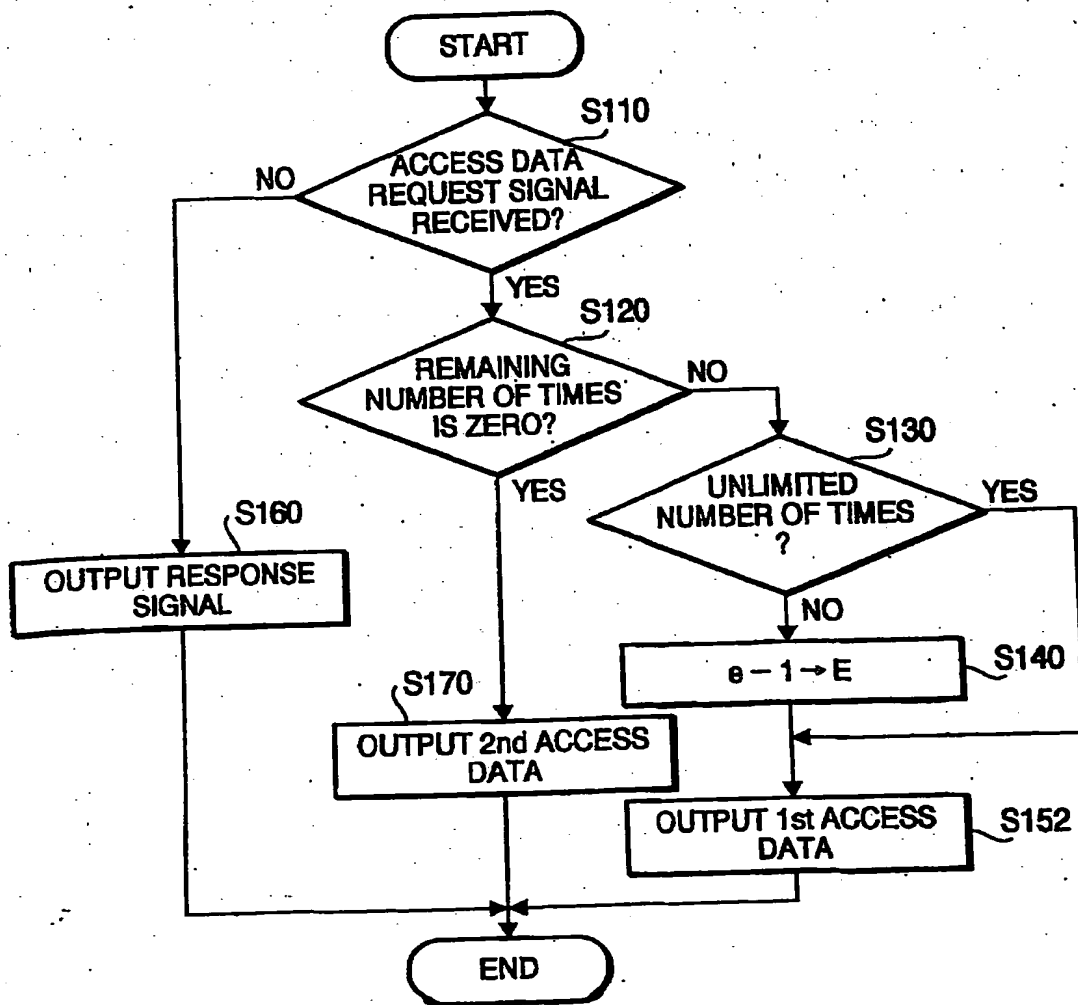 START
S110
ACCESS DATA
REQUEST SIGNAL
RECEIVED?
NO
YES
S120
REMAINING
NUMBER OF TIMES
IS ZERO?
NO
YES
S130
UNLIMITED
NUMBER OF TIMES
?
YES
NO
S160
OUTPUT RESPONSE
SIGNAL
S140
e − 1 → E
S170
OUTPUT 2nd ACCESS
DATA
OUTPUT 1st ACCESS
DATA
S152
END